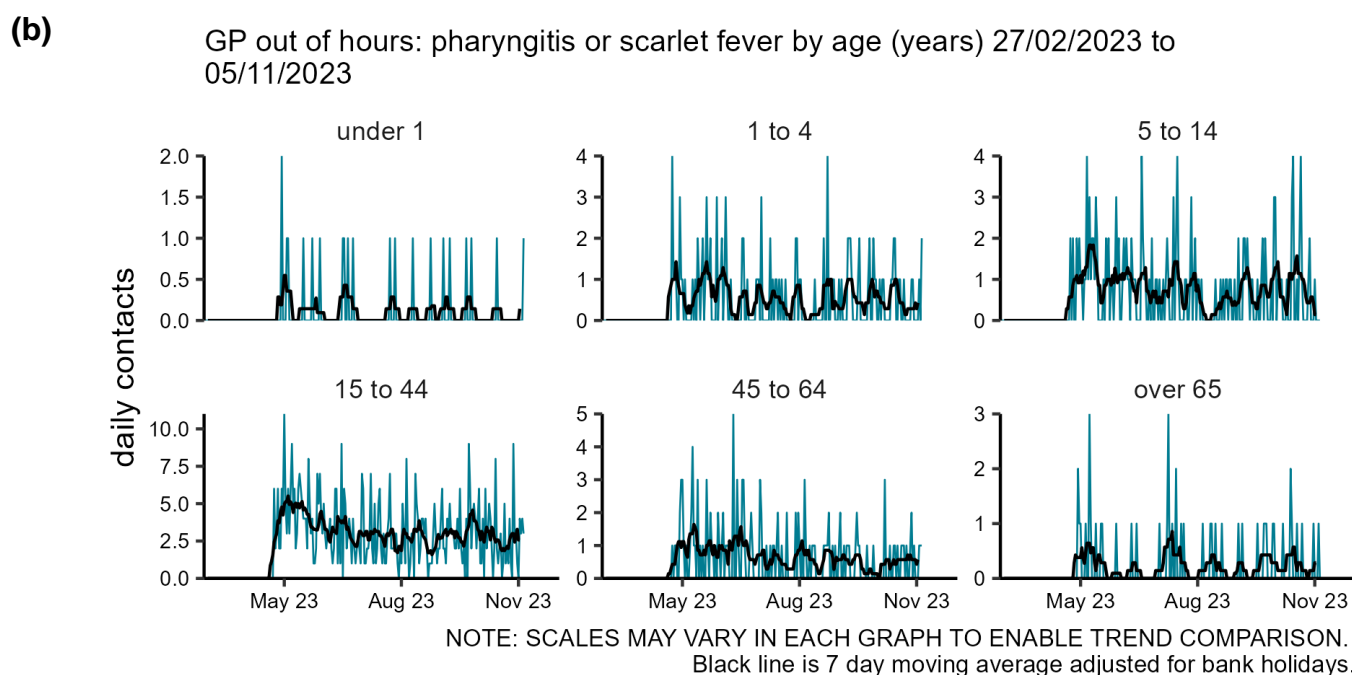 (b)
GP out of hours: pharyngitis or scarlet fever by age (years) 27/02/2023 to
05/11/2023
daily contacts
under 1
2.0
1.5
1.0
0.5
0.0
1 to 4
4
3
2
1
0
5 to 14
4
3
2
1
0
15 to 44
10.0
7.5
5.0
2.5
0.0
May 23 Aug 23 Nov 23
45 to 64
5
4
3
2
1
0
May 23 Aug 23 Nov 23
over 65
3
2
1
0
May 23 Aug 23 Nov 23
NOTE: SCALES MAY VARY IN EACH GRAPH TO ENABLE TREND COMPARISON.
Black line is 7 day moving average adjusted for bank holidays.